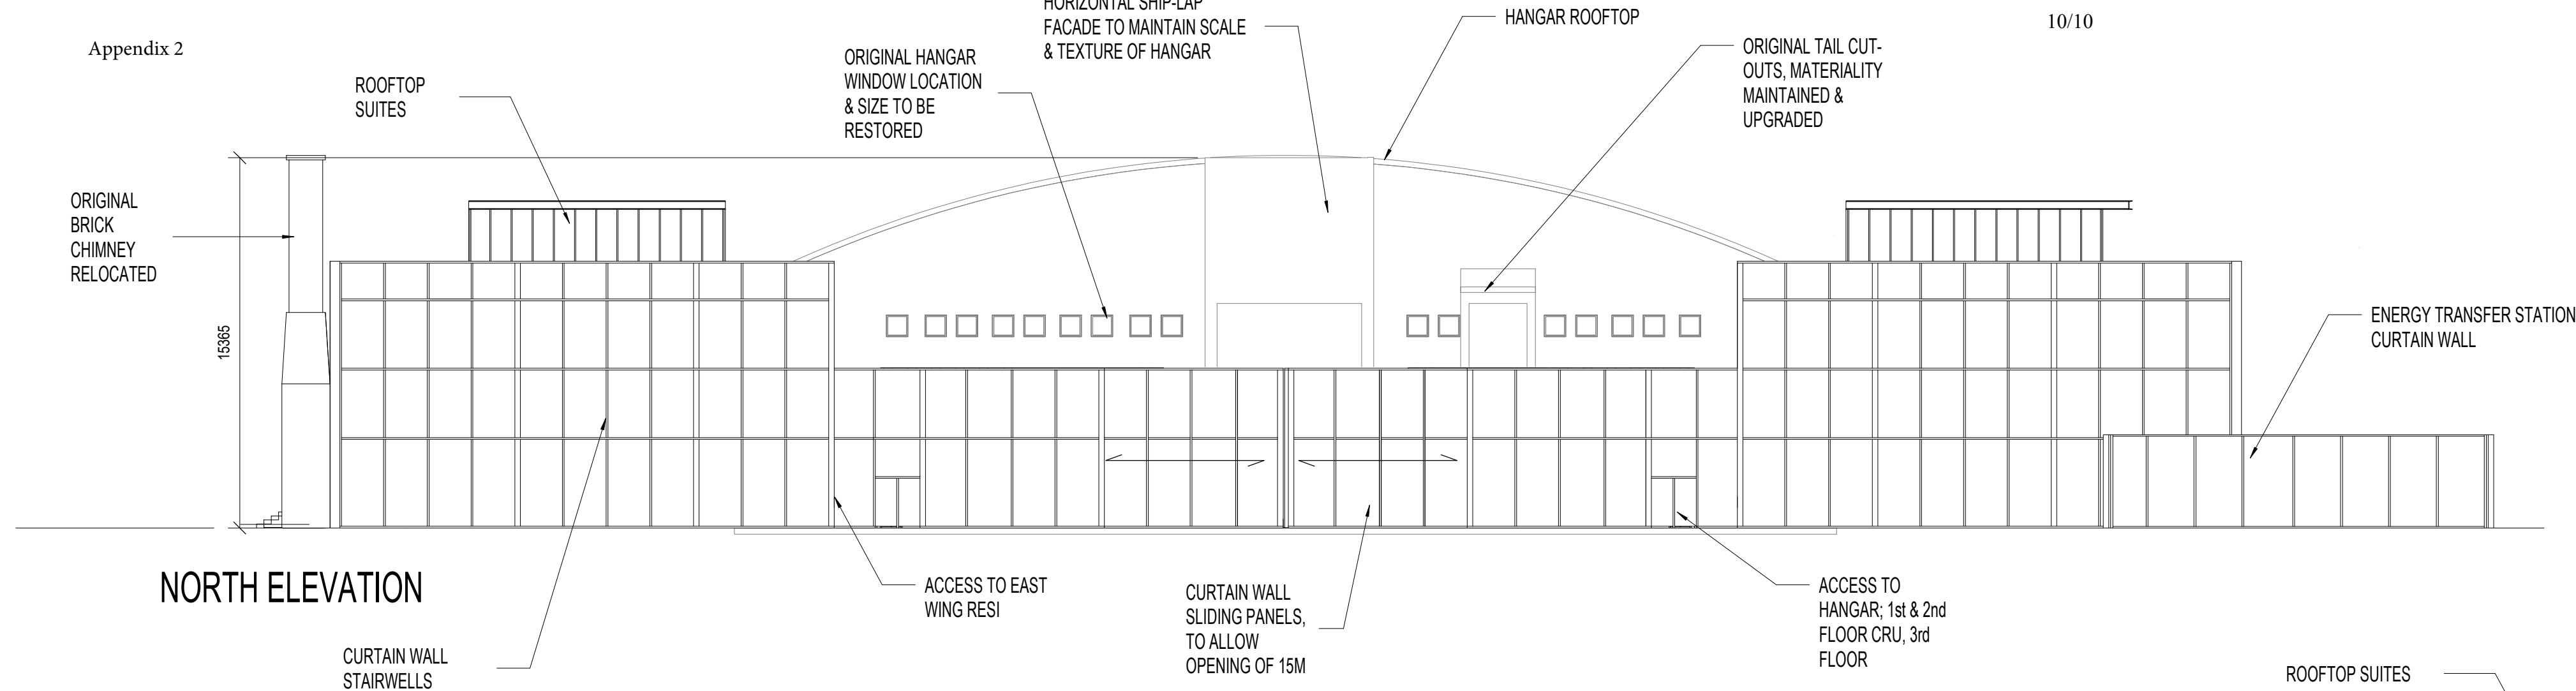 Appendix 2
10/10
HORIZONTAL SHIP-LAP
FACADE TO MAINTAIN SCALE
& TEXTURE OF HANGAR
HANGAR ROOFTOP
ORIGINAL TAIL CUT-
OUTS, MATERIALITY
MAINTAINED &
UPGRADED
ORIGINAL HANGAR
WINDOW LOCATION
& SIZE TO BE
RESTORED
ROOFTOP
SUITES
ORIGINAL
BRICK
CHIMNEY
RELOCATED
15365
ENERGY TRANSFER STATION
CURTAIN WALL
NORTH ELEVATION
ACCESS TO EAST
WING RESI
CURTAIN WALL
SLIDING PANELS,
TO ALLOW
OPENING OF 15M
ACCESS TO
HANGAR; 1st & 2nd
FLOOR CRU, 3rd
FLOOR
CURTAIN WALL
STAIRWELLS
ROOFTOP SUITES